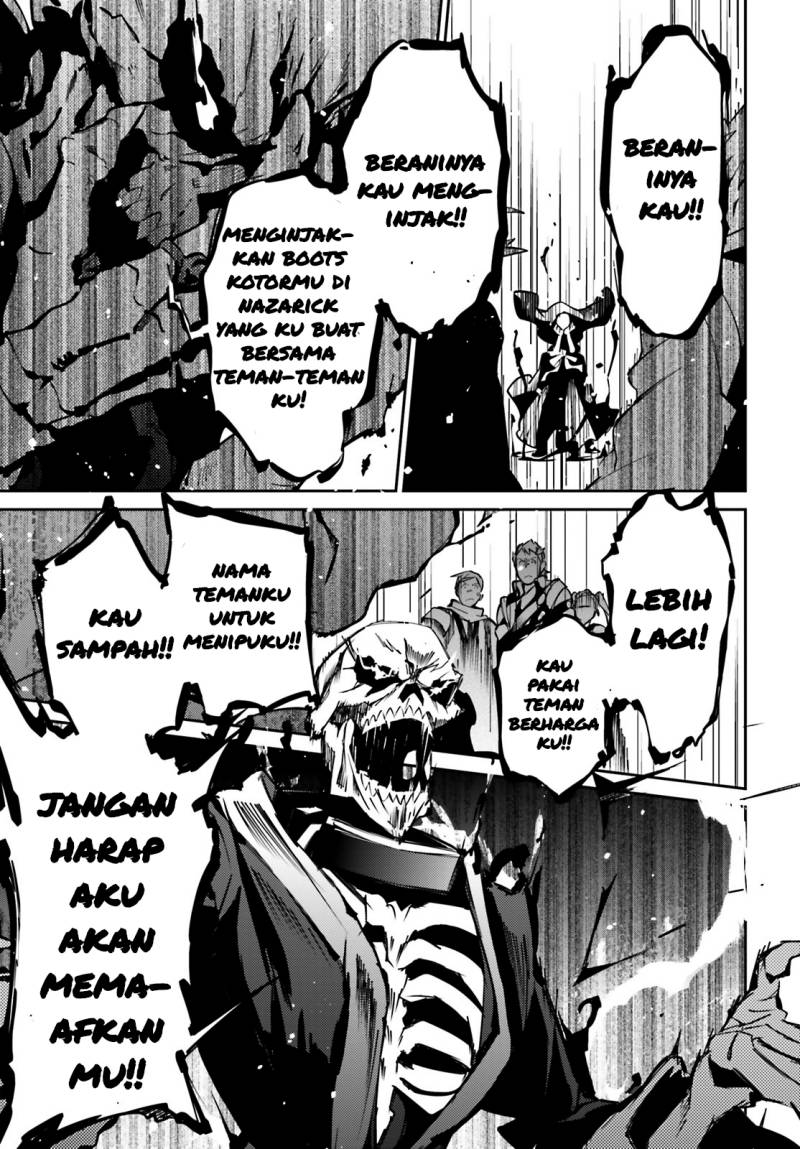 BERAN-
INYA
KAU!!
BERANINYA
KAU MENG-
INJAK!!
MENGINJAK-
KAN BOOTS
KOTORMU DI
NAZARICK
YANG KU BUAT
BERSAMA
TEMAN-TEMAN
KU!
LEBIH
LAGI!
KAU
PAKAI
TEMAN
BERHARGA
KU!!
NAMA
TEMANKU
UNTUK
MENIPUKU!!
KAU
SAMPAH!!
JANGAN
HARAP
AKU
AKAN
MEMA-
AFKAN
MU!!